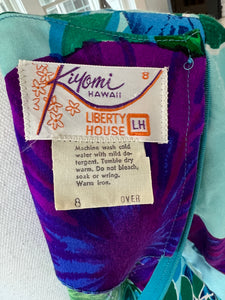 Kiyomi
8
HAWAII
LIBERTY
HOUSE
LH
Machine wash cold
water with mild de-
tergent. Tumble dry
warm. Do not bleach,
soak or wring.
Warm iron.
8 OVER